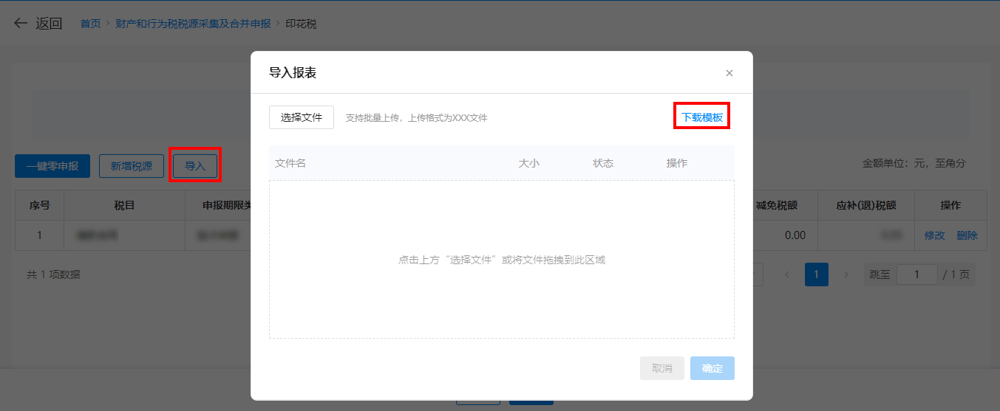 返回 首页 > 财产和行为税税源采集及合并申报 > 印花税
导入报表 ×
选择文件 支持批量上传，上传格式为XXX文件 下载模板
文件名 大小 状态 操作
点击上方“选择文件”或将文件拖拽到此区域
取消 确定
一键零申报 新增税源 导入 金额单位：元，至角分
序号 税目 申报期限类 减免税额 应补(退)税额 操作
1 0.00 修改 删除
共 1 项数据 < 1 > 跳至 1 / 1 页